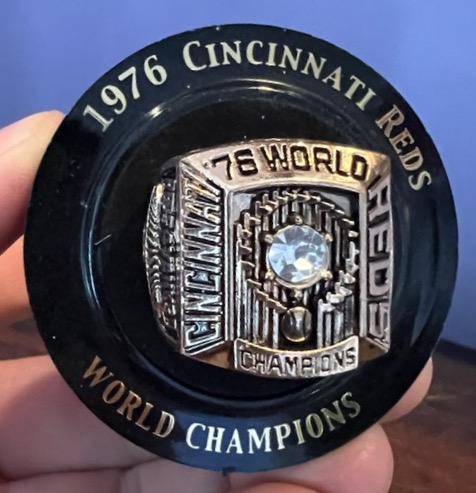 1976 CINCINNATI REDS
'76 WORLD
CINCINNATI
REDS
CHAMPIONS
WORLD CHAMPIONS